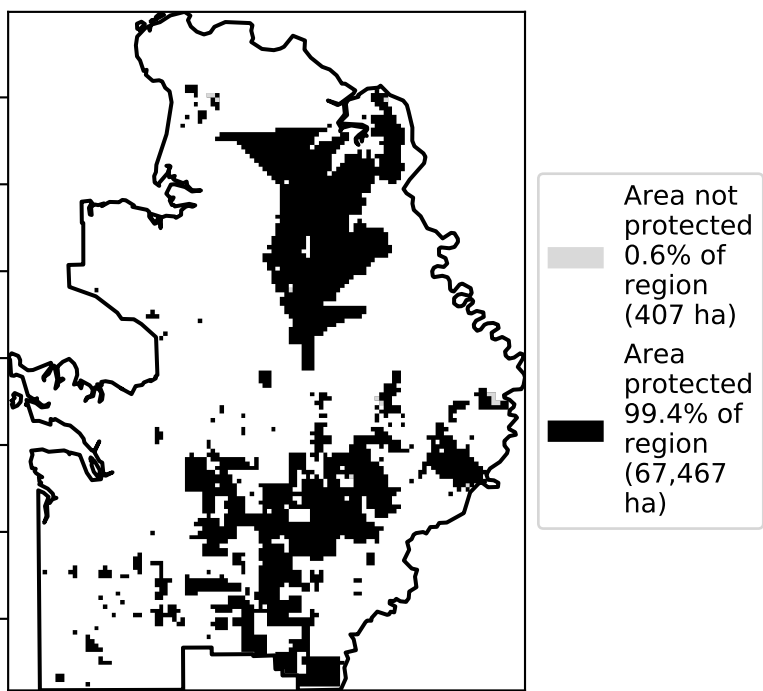 Area not
protected
0.6% of
region
(407 ha)
Area
protected
99.4% of
region
(67,467
ha)